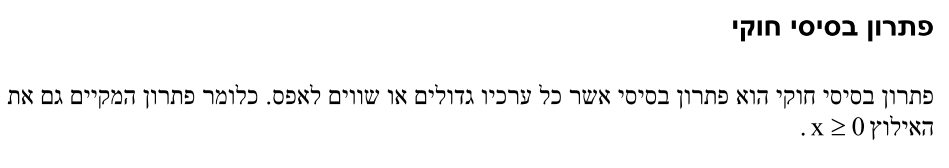 פתרון בסיסי חוקי
פתרון בסיסי חוקי הוא פתרון בסיסי אשר כל ערכיו גדולים או שווים לאפס. כלומר פתרון המקיים גם את
האילוץ x ≥ 0 .